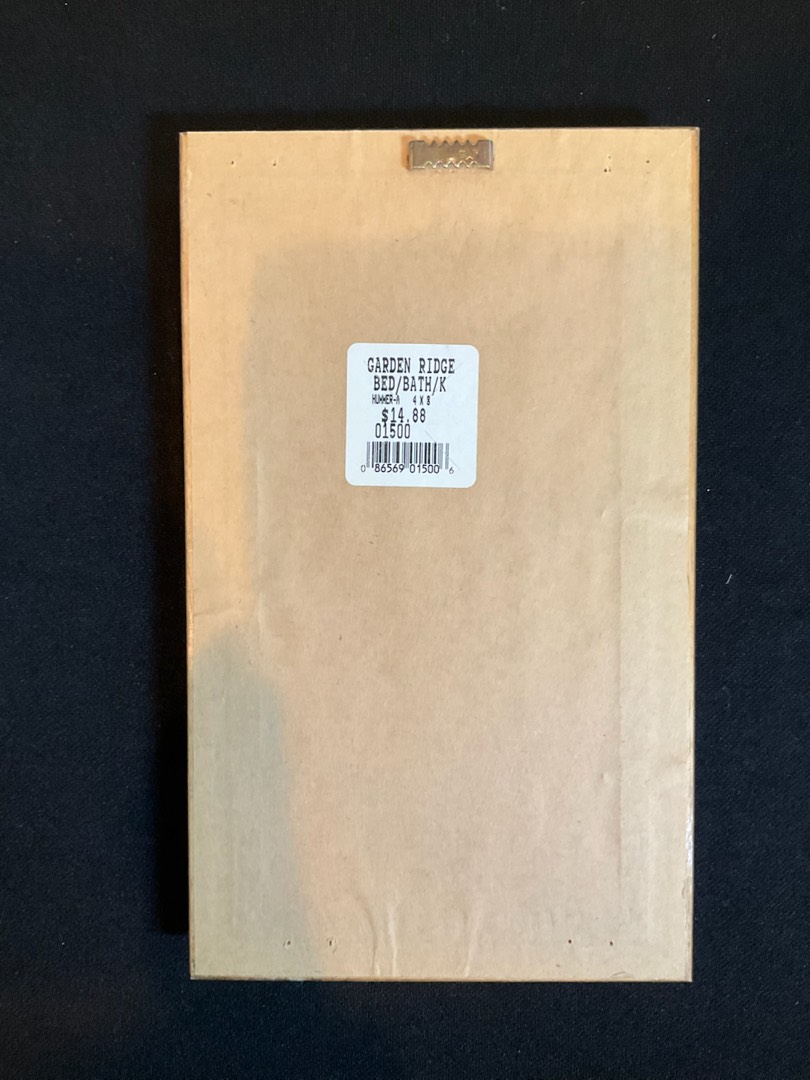 GARDEN RIDGE
BED/BATH/K
HUMMER-A 4 X 8
$14.88
01500
0 86569 01500 6